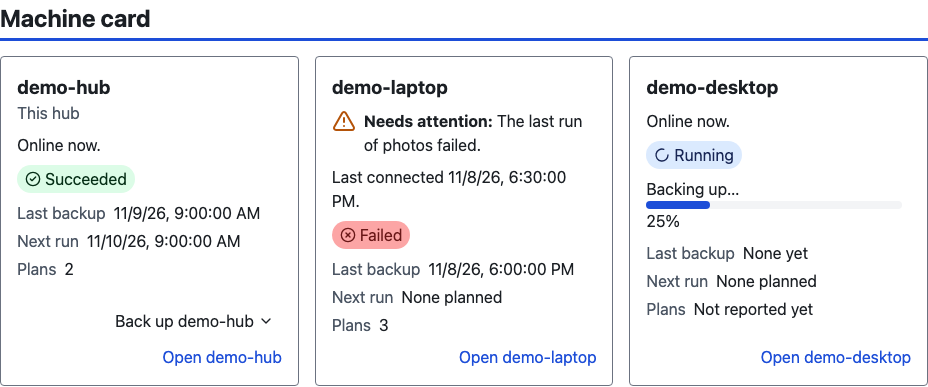 Machine card
demo-hub
This hub
Online now.
Succeeded
Last backup 11/9/26, 9:00:00 AM
Next run 11/10/26, 9:00:00 AM
Plans 2
Back up demo-hub
Open demo-hub
demo-laptop
Needs attention: The last run
of photos failed.
Last connected 11/8/26, 6:30:00
PM.
Failed
Last backup 11/8/26, 6:00:00 PM
Next run None planned
Plans 3
Open demo-laptop
demo-desktop
Online now.
Running
Backing up...
25%
Last backup None yet
Next run None planned
Plans Not reported yet
Open demo-desktop